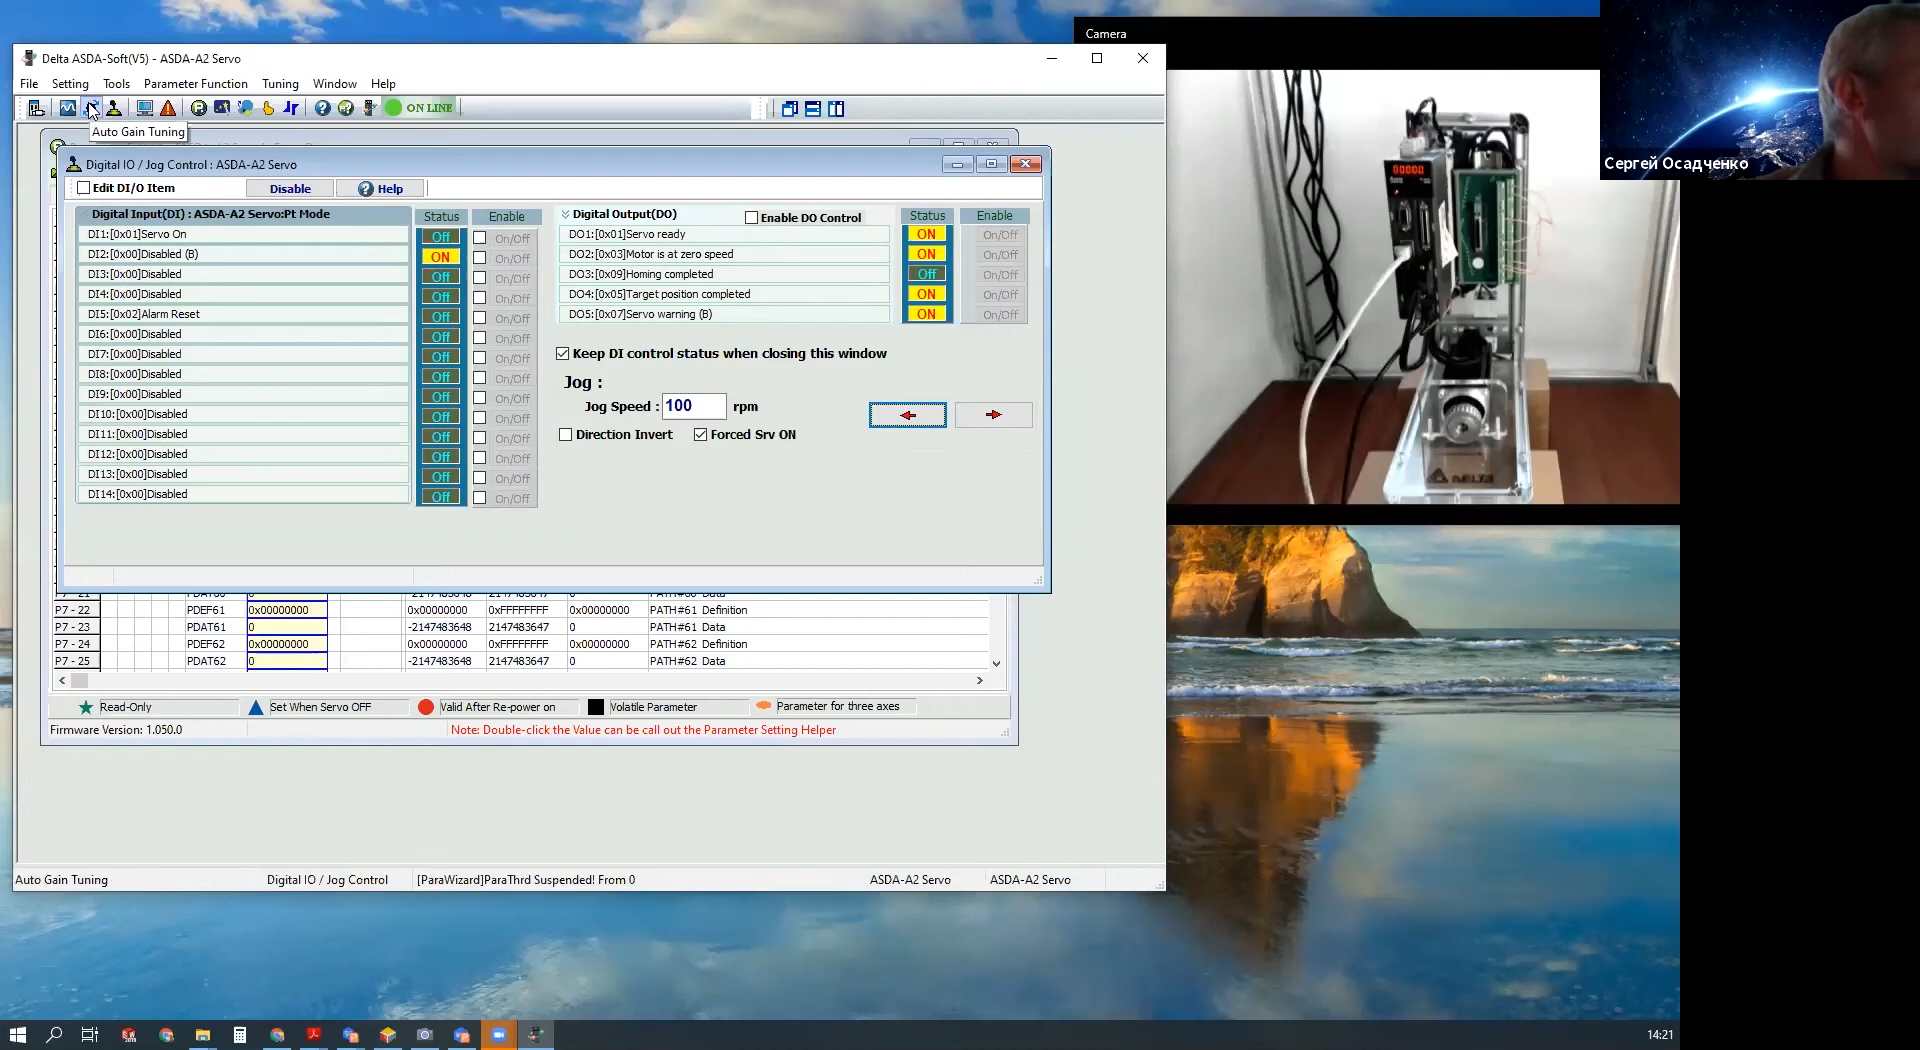 Camera
Сергей Осадченко
Delta ASDA-Soft(V5) - ASDA-A2 Servo
File Setting Tools Parameter Function Tuning Window Help
ON LINE
Auto Gain Tuning
Digital IO / Jog Control : ASDA-A2 Servo
Edit DI/O Item Disable Help
Digital Input(DI) : ASDA-A2 Servo:Pt Mode Status Enable
DI1:[0x01]Servo On Off On/Off
DI2:[0x00]Disabled (B) ON On/Off
DI3:[0x00]Disabled Off On/Off
DI4:[0x00]Disabled Off On/Off
DI5:[0x02]Alarm Reset Off On/Off
DI6:[0x00]Disabled Off On/Off
DI7:[0x00]Disabled Off On/Off
DI8:[0x00]Disabled Off On/Off
DI9:[0x00]Disabled Off On/Off
DI10:[0x00]Disabled Off On/Off
DI11:[0x00]Disabled Off On/Off
DI12:[0x00]Disabled Off On/Off
DI13:[0x00]Disabled Off On/Off
DI14:[0x00]Disabled Off On/Off
Digital Output(DO) Enable DO Control Status Enable
DO1:[0x01]Servo ready ON On/Off
DO2:[0x03]Motor is at zero speed ON On/Off
DO3:[0x09]Homing completed Off On/Off
DO4:[0x05]Target position completed ON On/Off
DO5:[0x07]Servo warning (B) ON On/Off
Keep DI control status when closing this window
Jog :
Jog Speed : 100 rpm
Direction Invert Forced Srv ON
P7 - 22 PDEF61 0x00000000 0x00000000 0xFFFFFFFF 0x00000000 PATH#61 Definition
P7 - 23 PDAT61 0 -2147483648 2147483647 0 PATH#61 Data
P7 - 24 PDEF62 0x00000000 0x00000000 0xFFFFFFFF 0x00000000 PATH#62 Definition
P7 - 25 PDAT62 0 -2147483648 2147483647 0 PATH#62 Data
Read-Only Set When Servo OFF Valid After Re-power on Volatile Parameter Parameter for three axes
Firmware Version: 1.050.0 Note: Double-click the Value can be call out the Parameter Setting Helper
Auto Gain Tuning Digital IO / Jog Control [ParaWizard]ParaThrd Suspended! From 0 ASDA-A2 Servo ASDA-A2 Servo
DELTA
14:21